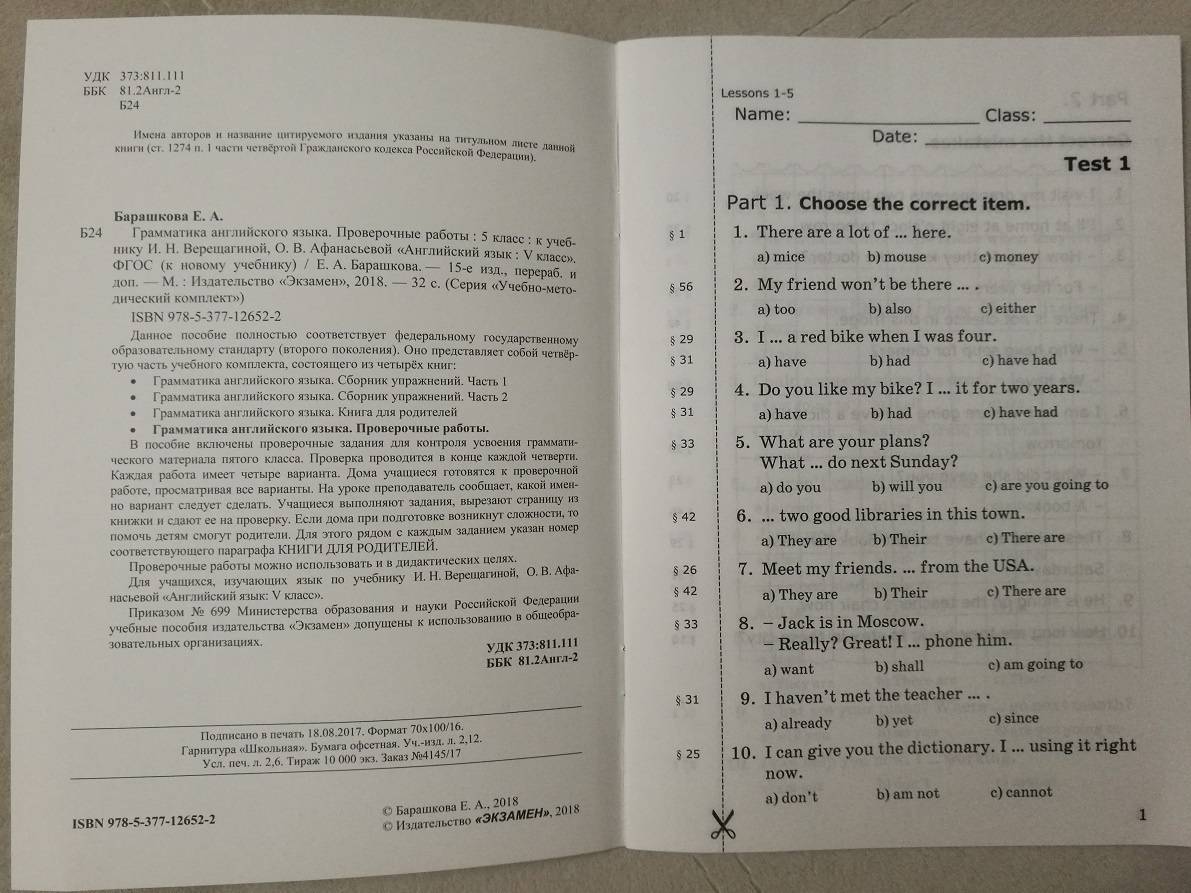 УДК 373:811.111
ББК 81.2Англ-2
Б24
Имена авторов и название цитируемого издания указаны на титульном листе данной
книги (ст. 1274 п. 1 части четвёртой Гражданского кодекса Российской Федерации).
Барашкова Е. А.
Б24 Грамматика английского языка. Проверочные работы : 5 класс : к учеб-
нику И. Н. Верещагиной, О. В. Афанасьевой «Английский язык : V класс».
ФГОС (к новому учебнику) / Е. А. Барашкова. — 15-е изд., перераб. и
доп. — М. : Издательство «Экзамен», 2018. — 32 с. (Серия «Учебно-мето-
дический комплект»)
ISBN 978-5-377-12652-2
Данное пособие полностью соответствует федеральному государственному
образовательному стандарту (второго поколения). Оно представляет собой четвёр-
тую часть учебного комплекта, состоящего из четырёх книг:
• Грамматика английского языка. Сборник упражнений. Часть 1
• Грамматика английского языка. Сборник упражнений. Часть 2
• Грамматика английского языка. Книга для родителей
• Грамматика английского языка. Проверочные работы.
В пособие включены проверочные задания для контроля усвоения граммати-
ческого материала пятого класса. Проверка проводится в конце каждой четверти.
Каждая работа имеет четыре варианта. Дома учащиеся готовятся к проверочной
работе, просматривая все варианты. На уроке преподаватель сообщает, какой имен-
но вариант следует сделать. Учащиеся выполняют задания, вырезают страницу из
книжки и сдают ее на проверку. Если дома при подготовке возникнут сложности, то
помочь детям смогут родители. Для этого рядом с каждым заданием указан номер
соответствующего параграфа КНИГИ ДЛЯ РОДИТЕЛЕЙ.
Проверочные работы можно использовать и в дидактических целях.
Для учащихся, изучающих язык по учебнику И. Н. Верещагиной, О. В. Афа-
насьевой «Английский язык: V класс».
Приказом № 699 Министерства образования и науки Российской Федерации
учебные пособия издательства «Экзамен» допущены к использованию в общеобра-
зовательных организациях.
УДК 373:811.111
ББК 81.2Англ-2
Подписано в печать 18.08.2017. Формат 70х100/16.
Гарнитура «Школьная». Бумага офсетная. Уч.-изд. л. 2,12.
Усл. печ. л. 2,6. Тираж 10 000 экз. Заказ №4145/17
ISBN 978-5-377-12652-2
© Барашкова Е. А., 2018
© Издательство «ЭКЗАМЕН», 2018
Lessons 1-5
Name: Class:
Date:
Test 1
Part 1. Choose the correct item.
§ 1 1. There are a lot of ... here.
a) mice b) mouse c) money
§ 56 2. My friend won't be there ... .
a) too b) also c) either
§ 29 3. I ... a red bike when I was four.
§ 31 a) have b) had c) have had
§ 29 4. Do you like my bike? I ... it for two years.
§ 31 a) have b) had c) have had
§ 33 5. What are your plans?
What ... do next Sunday?
a) do you b) will you c) are you going to
§ 42 6. ... two good libraries in this town.
a) They are b) Their c) There are
§ 26 7. Meet my friends. ... from the USA.
§ 42 a) They are b) Their c) There are
§ 33 8. – Jack is in Moscow.
– Really? Great! I ... phone him.
a) want b) shall c) am going to
§ 31 9. I haven't met the teacher ... .
a) already b) yet c) since
§ 25 10. I can give you the dictionary. I ... using it right
now.
a) don't b) am not c) cannot
1